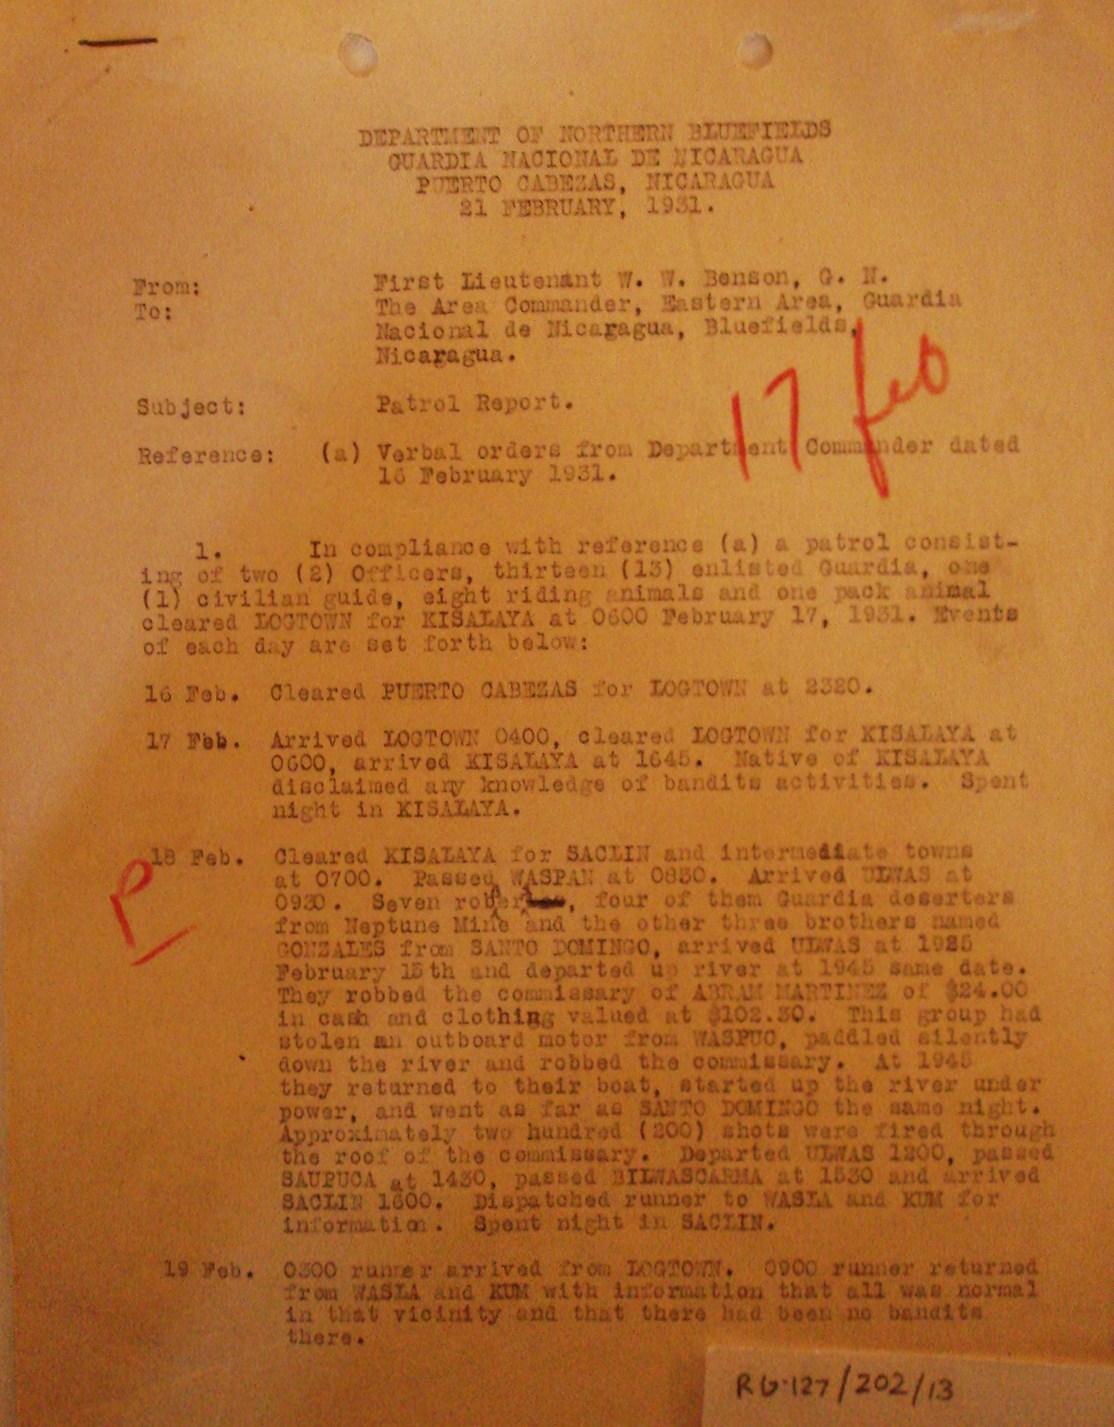 DEPARTMENT OF NORTHERN BLUEFIELDS
GUARDIA NACIONAL DE NICARAGUA
PUERTO CABEZAS, NICARAGUA
21 FEBRUARY, 1931.
From: First Lieutenant W. W. Benson, G. N.
To: The Area Commander, Eastern Area, Guardia
Nacional de Nicaragua, Bluefields,
Nicaragua.
17 feb
Subject: Patrol Report.
Reference: (a) Verbal orders from Department Commander dated
16 February 1931.
1. In compliance with reference (a) a patrol consist-
ing of two (2) Officers, thirteen (13) enlisted Guardia, one
(1) civilian guide, eight riding animals and one pack animal
cleared LOGTOWN for KISALAYA at 0600 February 17, 1931. Events
of each day are set forth below:
16 Feb. Cleared PUERTO CABEZAS for LOGTOWN at 2320.
17 Feb. Arrived LOGTOWN 0400, cleared LOGTOWN for KISALAYA at
0600, arrived KISALAYA at 1645. Native of KISALAYA
disclaimed any knowledge of bandits activities. Spent
night in KISALAYA.
P
18 Feb. Cleared KISALAYA for SACLIN and intermediate towns
at 0700. Passed WASPAN at 0830. Arrived ULWAS at
0930. Seven robers, four of them Guardia deserters
from Neptune Mine and the other three brothers named
GONZALES from SANTO DOMINGO, arrived ULWAS at 1925
February 15th and departed up river at 1945 same date.
They robbed the commissary of ABRAM MARTINEZ of $24.00
in cash and clothing valued at $102.30. This group had
stolen an outboard motor from WASPUC, paddled silently
down the river and robbed the commissary. At 1945
they returned to their boat, started up the river under
power, and went as far as SANTO DOMINGO the same night.
Approximately two hundred (200) shots were fired through
the roof of the commissary. Departed ULWAS 1200, passed
SAUPUCA at 1430, passed BILWASCARMA at 1530 and arrived
SACLIN 1600. Dispatched runner to WASLA and KUM for
information. Spent night in SACLIN.
19 Feb. 0300 runner arrived from LOGTOWN. 0900 runner returned
from WASLA and KUM with information that all was normal
in that vicinity and that there had been no bandits
there.
RG·127/202/13